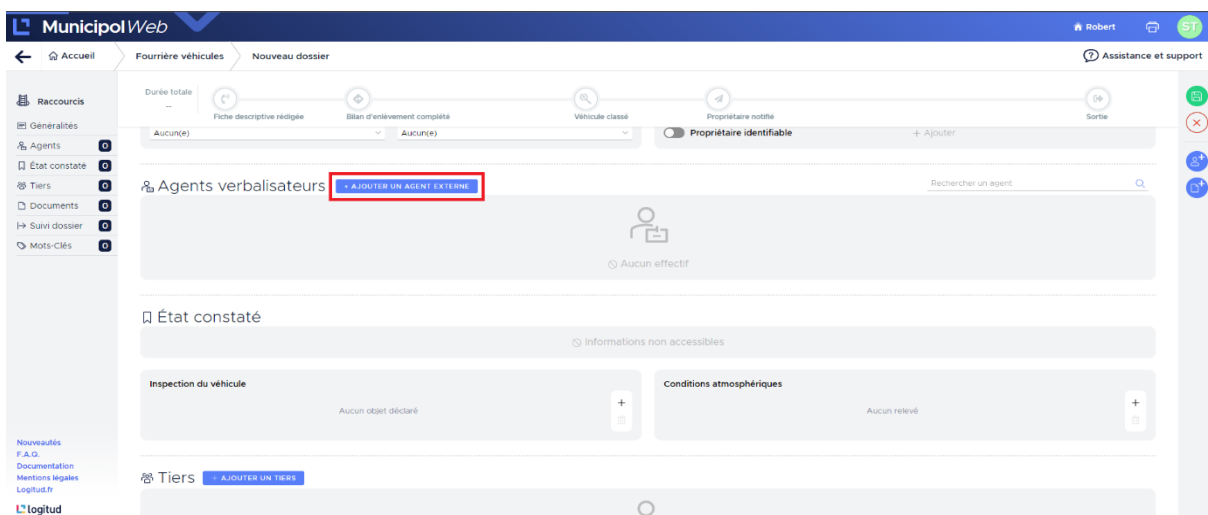 MunicipolWeb
Robert
ST
Accueil
Fourrière véhicules
Nouveau dossier
Assistance et support
Raccourcis
Généralités
Agents 0
État constaté 0
Tiers 0
Documents 0
Suivi dossier 0
Mots-Clés 0
Nouveautés
F.A.Q.
Documentation
Mentions légales
Logitud.fr
logitud
Durée totale
--
Fiche descriptive rédigée
Bilan d'enlèvement complété
Véhicule classé
Propriétaire notifié
Sortie
Aucun(e)
Aucun(e)
Propriétaire identifiable
+ Ajouter
Agents verbalisateurs
+ AJOUTER UN AGENT EXTERNE
Rechercher un agent
Aucun effectif
État constaté
Informations non accessibles
Inspection du véhicule
Aucun objet déclaré
Conditions atmosphériques
Aucun relevé
Tiers
+ AJOUTER UN TIERS